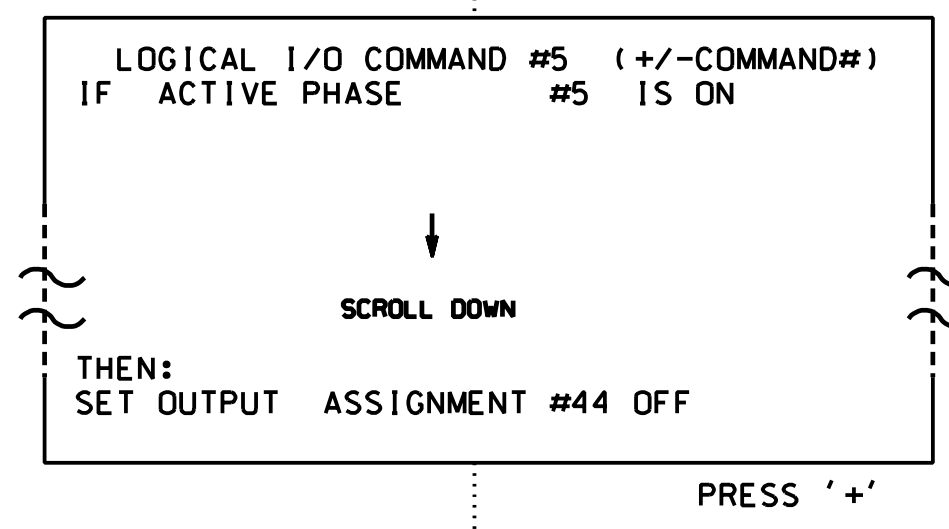 LOGICAL I/O COMMAND #5 (+/-COMMAND#)
IF ACTIVE PHASE #5 IS ON
SCROLL DOWN
THEN:
SET OUTPUT ASSIGNMENT #44 OFF
PRESS '+'